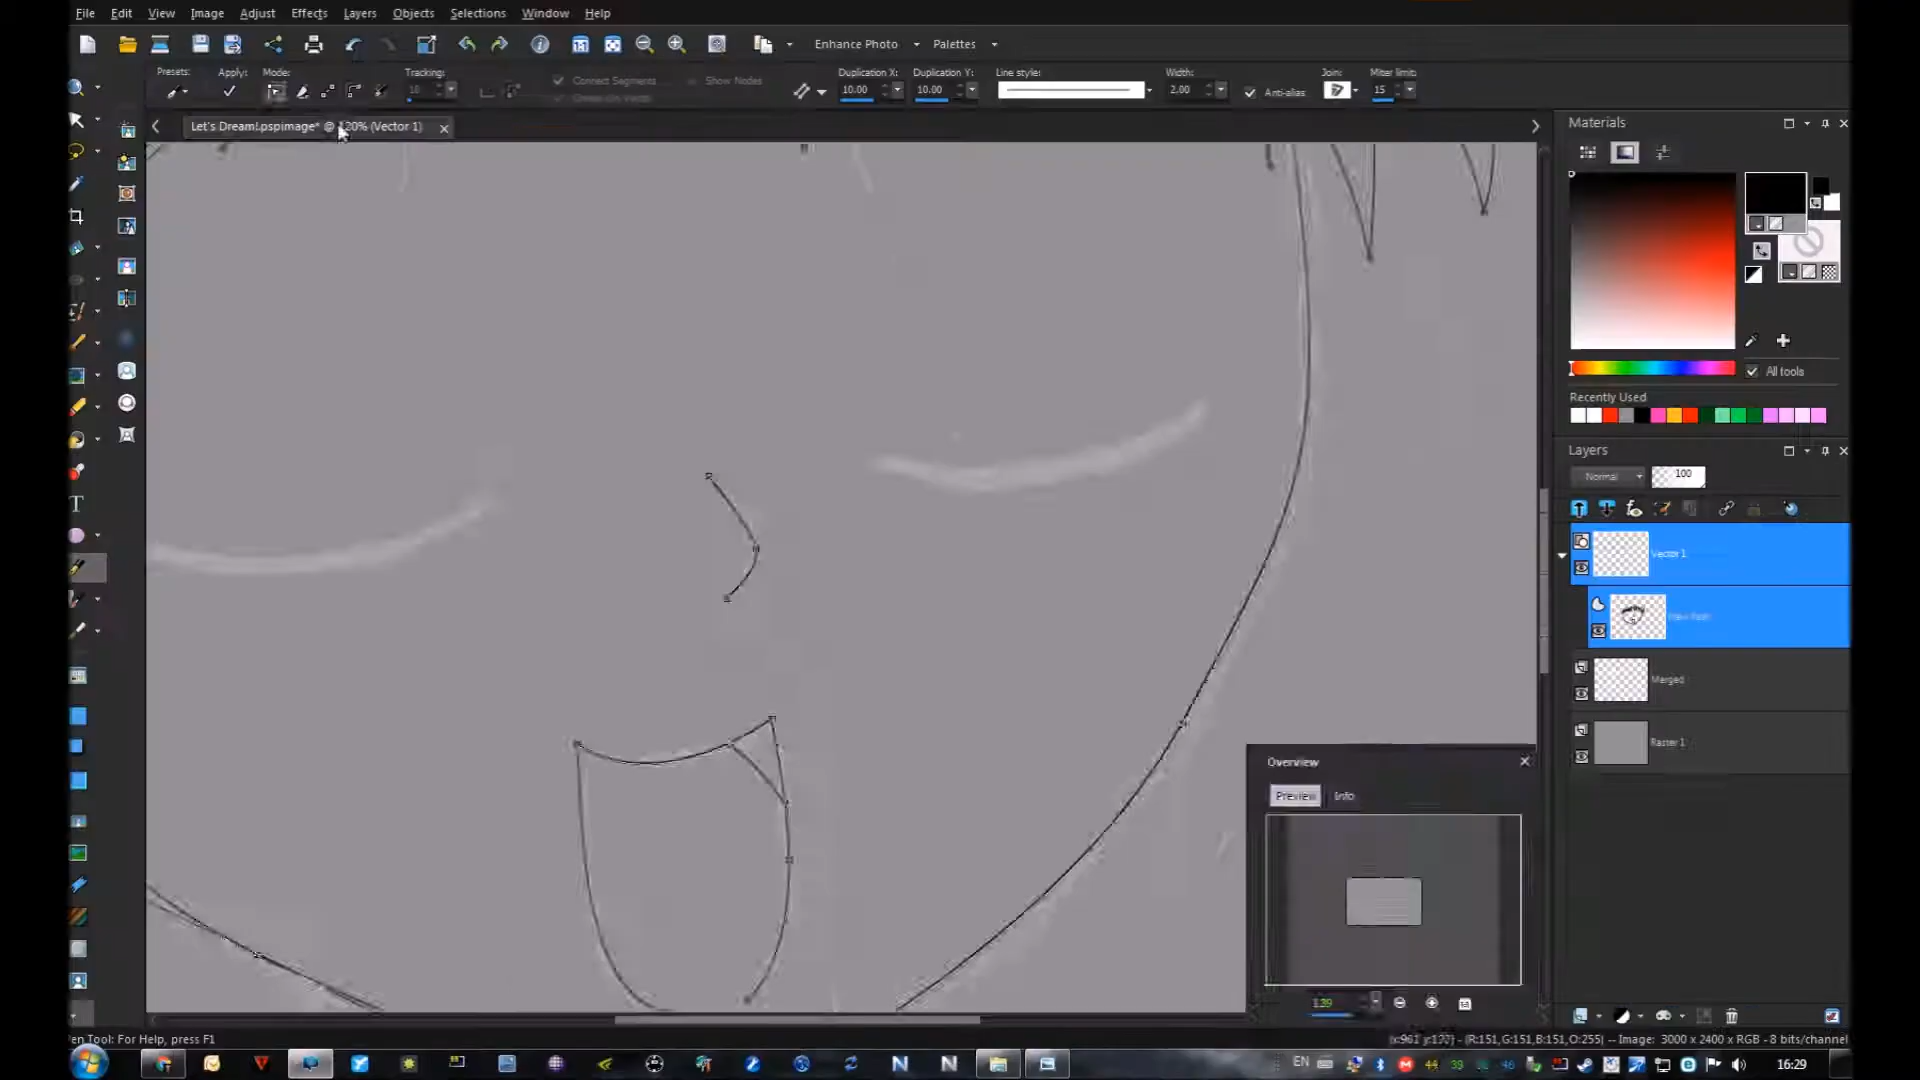 File Edit View Image Adjust Effects Layers Objects Selections Window Help
Enhance Photo Palettes
Presets: Apply: Mode: Tracking: Connect Segments Show Nodes Duplication X: Duplication Y: Line style: Width: Join: Miter limit:
10 10.00 10.00 2.00 Anti-alias 15
Let's Dream!.pspimage* @ 120% (Vector 1)
Materials
All tools
Recently Used
Layers
Normal 100
Vector 1
Merged
Raster 1
Overview
Preview Info
139
Pen Tool: For Help, press F1
(R:151,G:151,B:151,O:255) -- Image: 3000 x 2400 x RGB - 8 bits/channel
EN 16:29